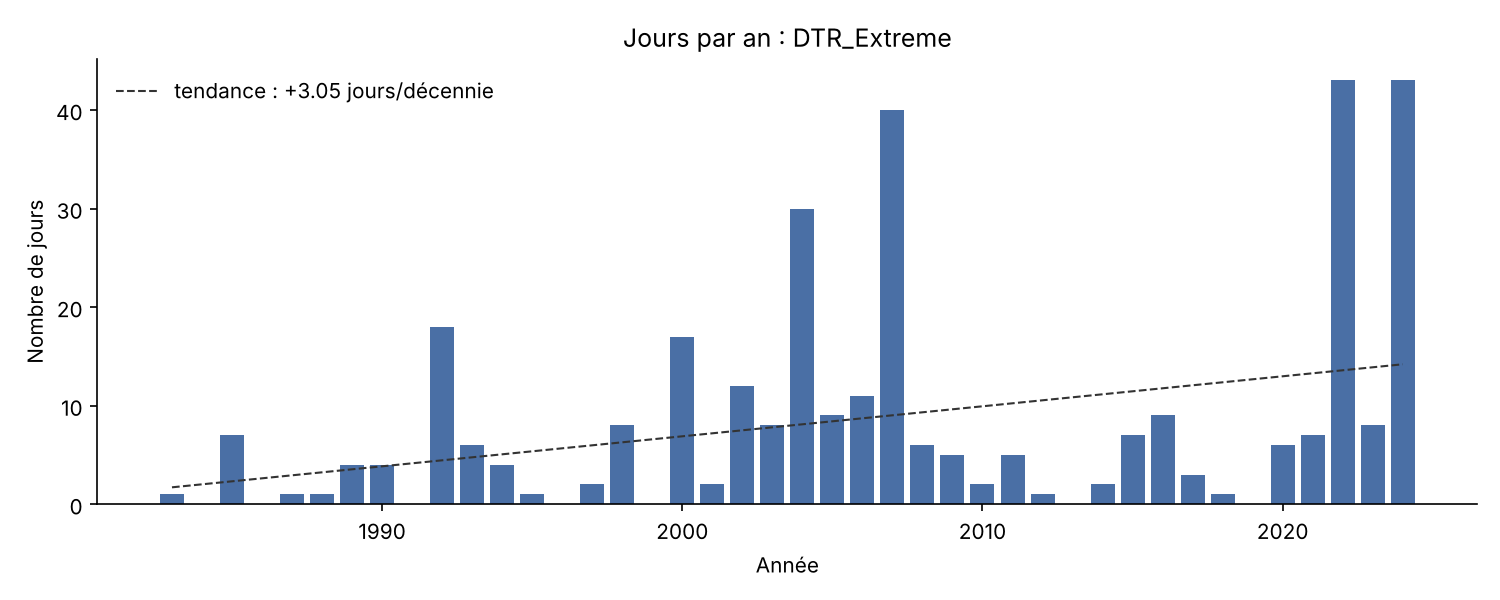 Jours par an : DTR_Extreme
tendance : +3.05 jours/décennie
Nombre de jours
40
30
20
10
0
1990
2000
2010
2020
Année